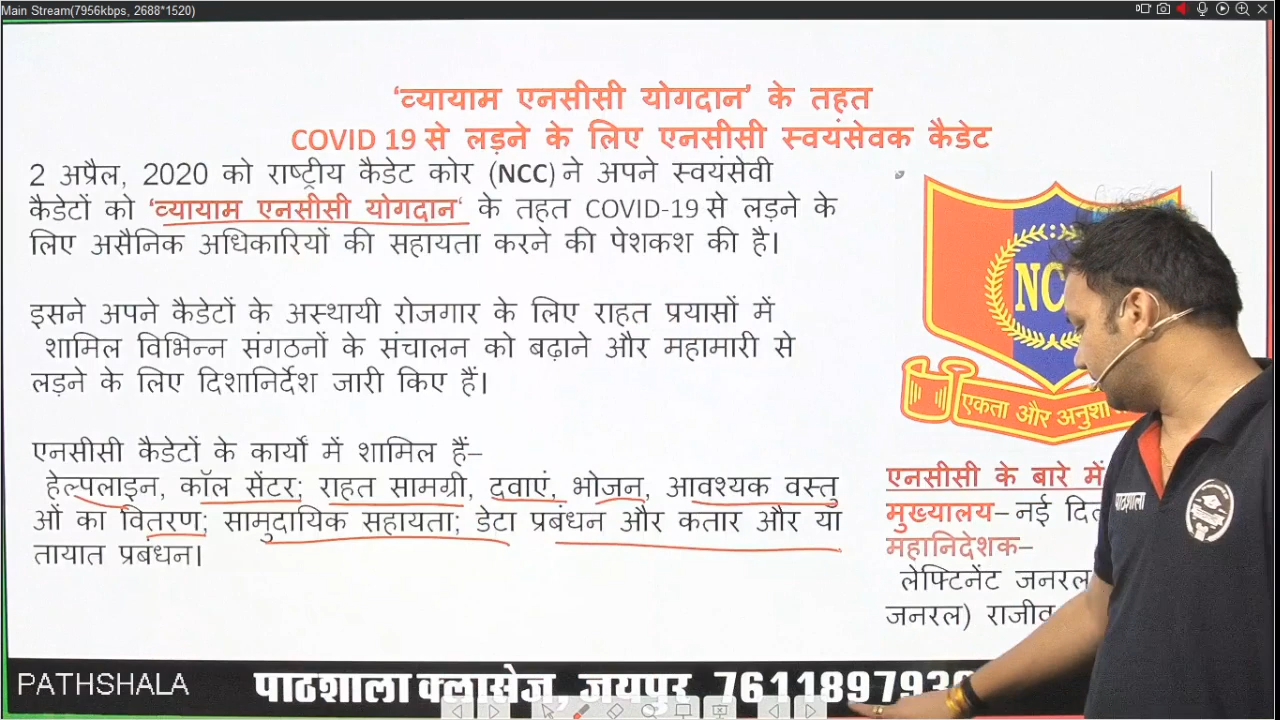 Main Stream(7956kbps, 2688*1520)
‘व्यायाम एनसीसी योगदान’ के तहत
COVID 19 से लड़ने के लिए एनसीसी स्वयंसेवक कैडेट
2 अप्रैल, 2020 को राष्ट्रीय कैडेट कोर (NCC) ने अपने स्वयंसेवी
कैडेटों को ‘व्यायाम एनसीसी योगदान‘ के तहत COVID-19 से लड़ने के
लिए असैनिक अधिकारियों की सहायता करने की पेशकश की है।
इसने अपने कैडेटों के अस्थायी रोजगार के लिए राहत प्रयासों में
शामिल विभिन्न संगठनों के संचालन को बढ़ाने और महामारी से
लड़ने के लिए दिशानिर्देश जारी किए हैं।
एनसीसी कैडेटों के कार्यों में शामिल हैं–
हेल्पलाइन, कॉल सेंटर; राहत सामग्री, दवाएं, भोजन, आवश्यक वस्तु
ओं का वितरण; सामुदायिक सहायता; डेटा प्रबंधन और कतार और या
तायात प्रबंधन।
NC
एकता और
एनसीसी के बारे में
मुख्यालय– नई
महानिदेशक–
लेफ्टिनेंट जनरल
जनरल) राजीव
पाठशाला
PATHSHALA
पाठशाला क्लासेज, जयपुर 7611897930